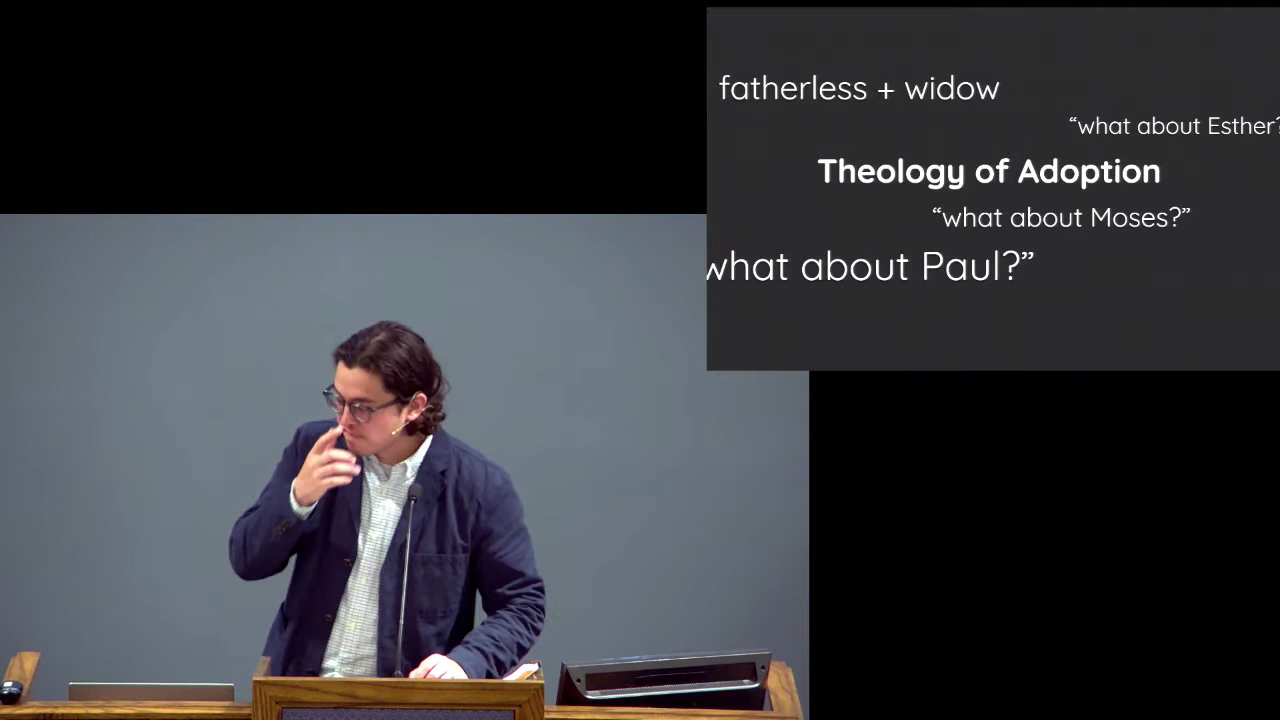 fatherless + widow
“what about Esther?
Theology of Adoption
“what about Moses?”
what about Paul?”